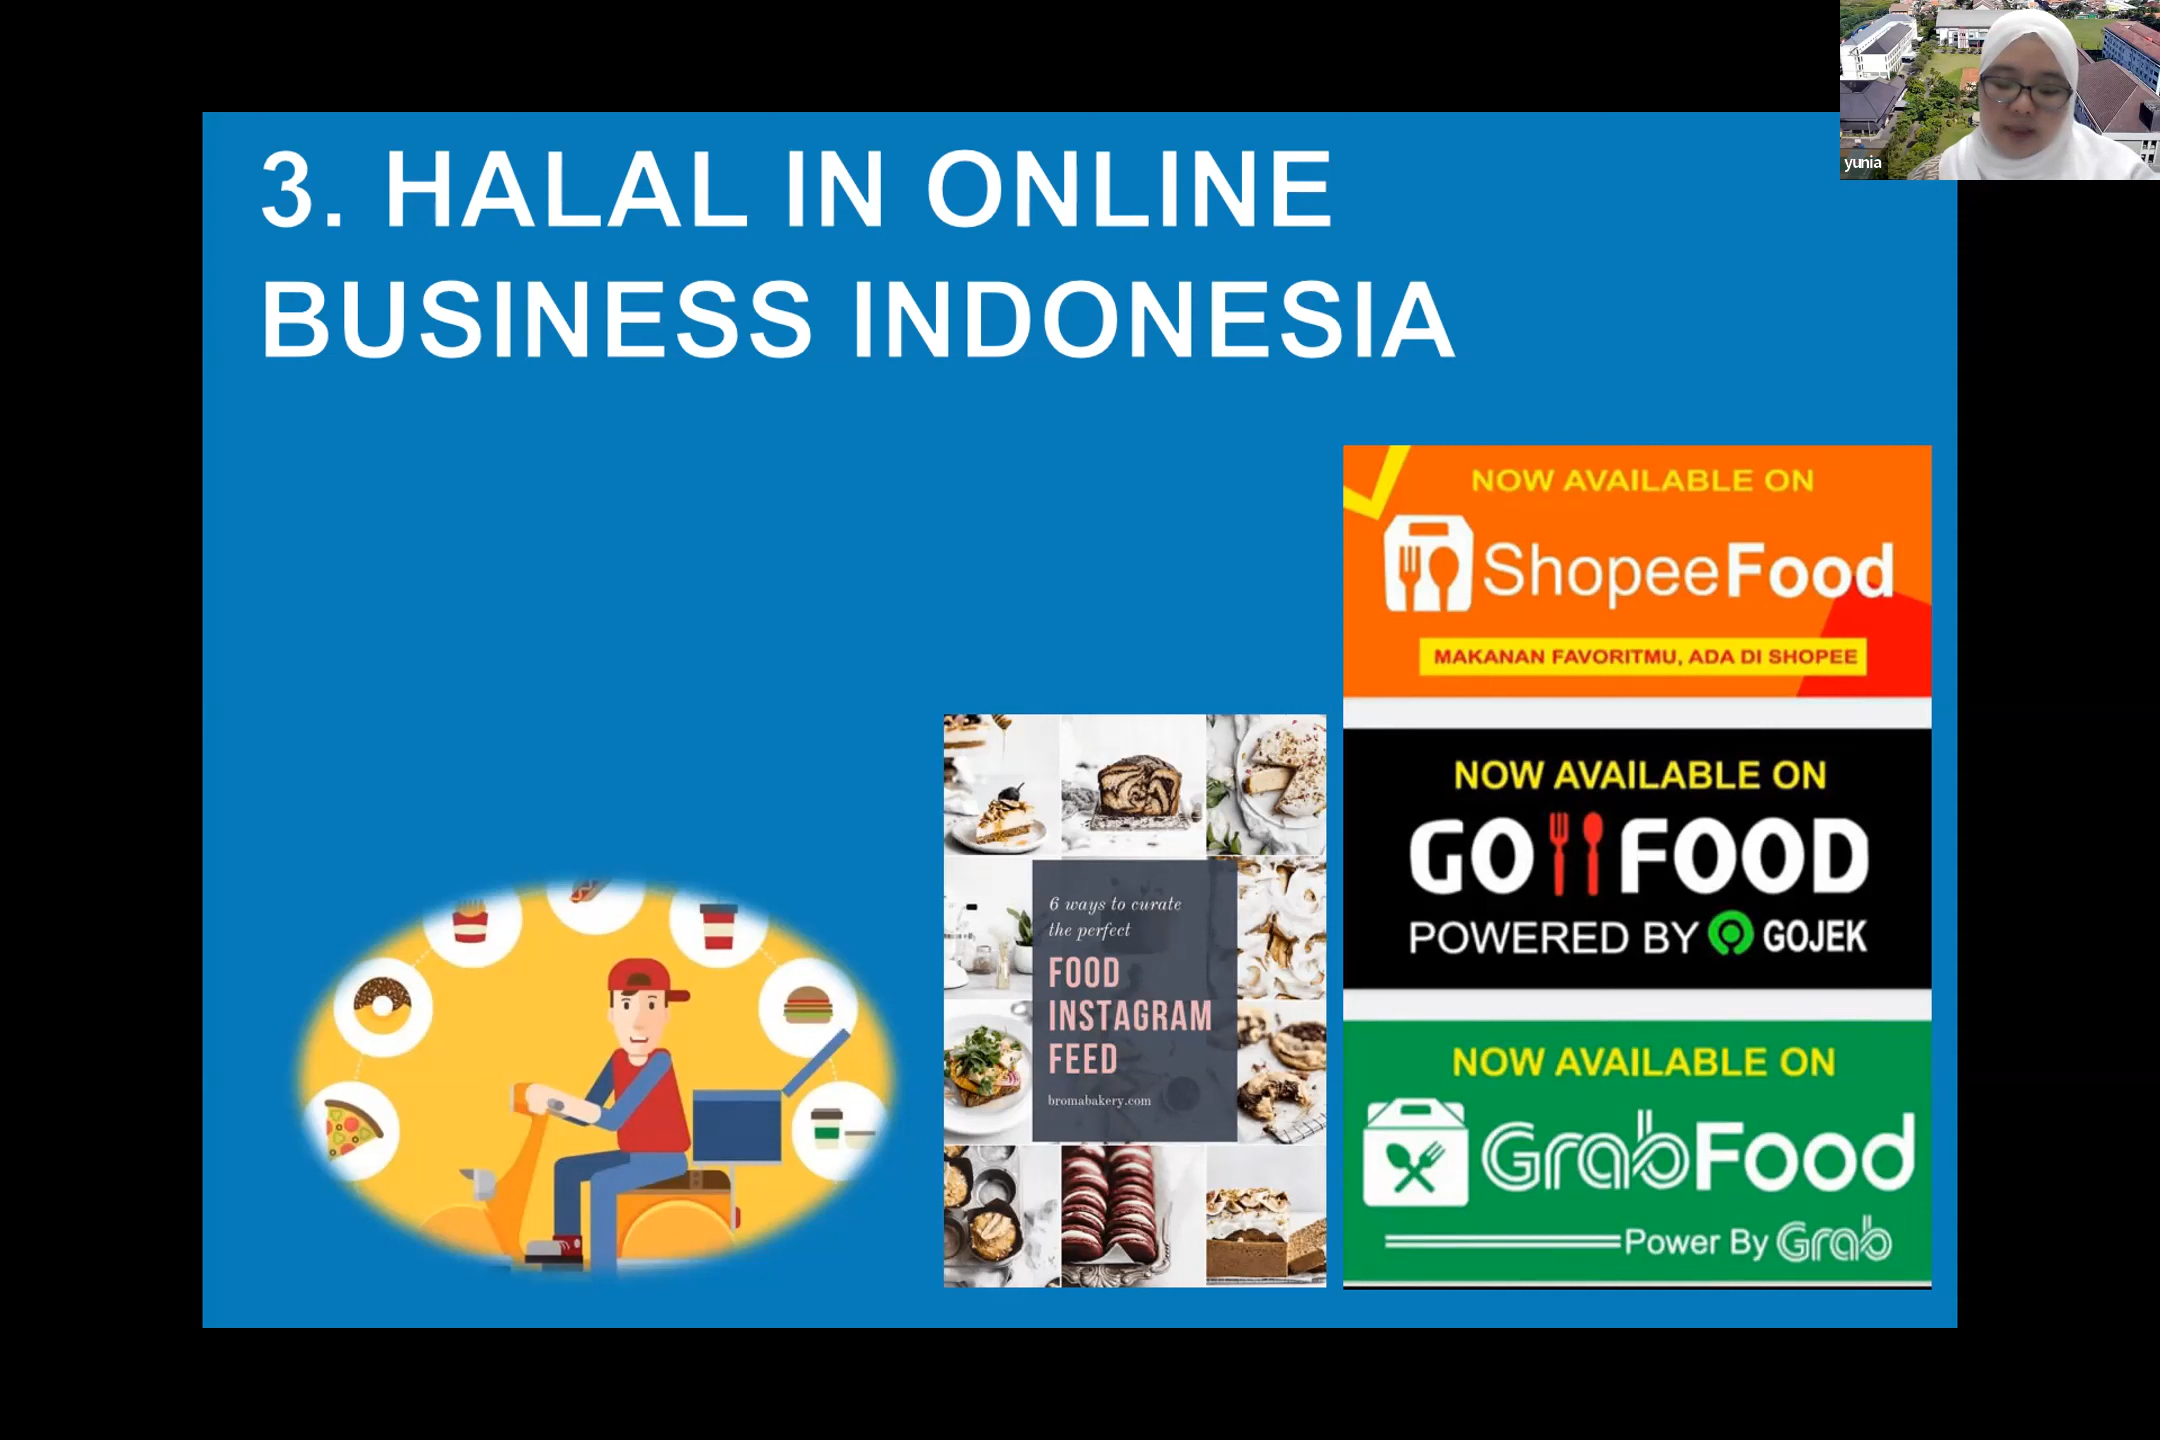 yunia
3. HALAL IN ONLINE
BUSINESS INDONESIA
NOW AVAILABLE ON
ShopeeFood
MAKANAN FAVORITMU, ADA DI SHOPEE
6 ways to curate
the perfect
FOOD
INSTAGRAM
FEED
bromabakery.com
NOW AVAILABLE ON
GO FOOD
POWERED BY GOJEK
NOW AVAILABLE ON
GrabFood
Power By Grab